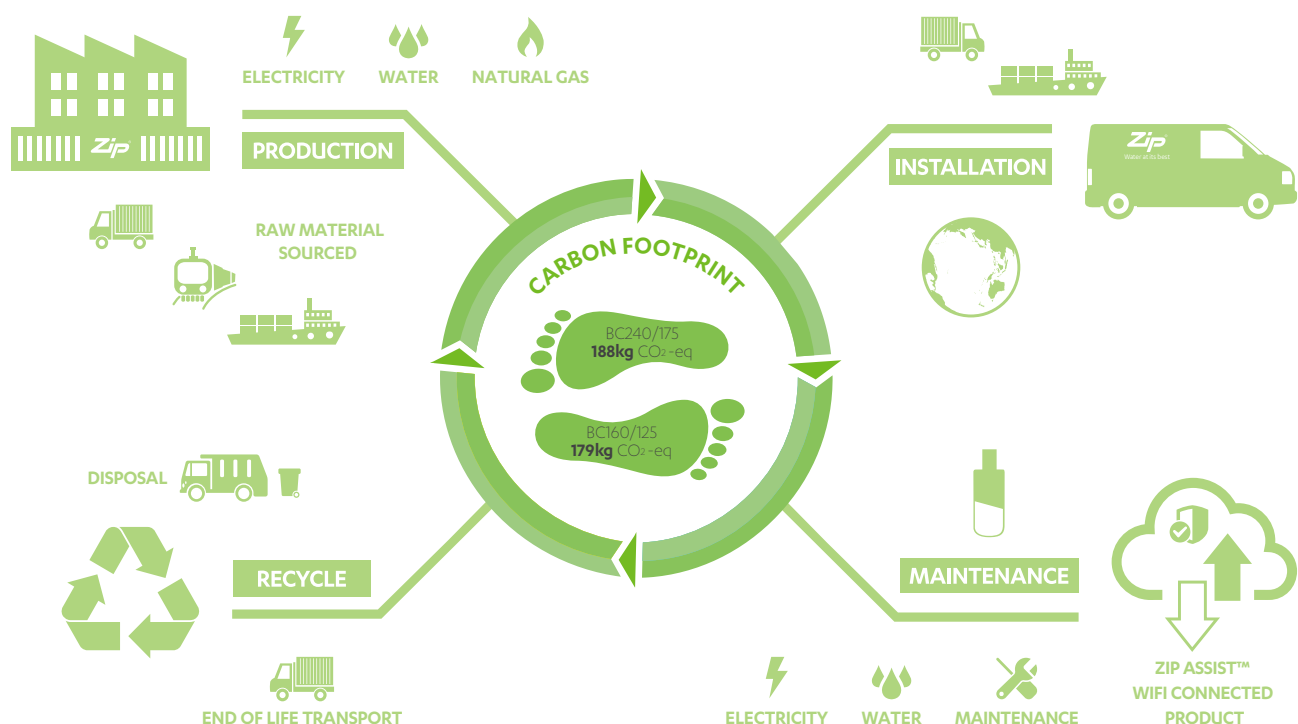 ELECTRICITY
WATER
NATURAL GAS
Zip
PRODUCTION
RAW MATERIAL
SOURCED
INSTALLATION
Zip
Water at its best
CARBON FOOTPRINT
BC240/175
188kg CO2-eq
BC160/125
179kg CO2-eq
DISPOSAL
RECYCLE
END OF LIFE TRANSPORT
MAINTENANCE
ELECTRICITY
WATER
MAINTENANCE
ZIP ASSIST™
WIFI CONNECTED
PRODUCT